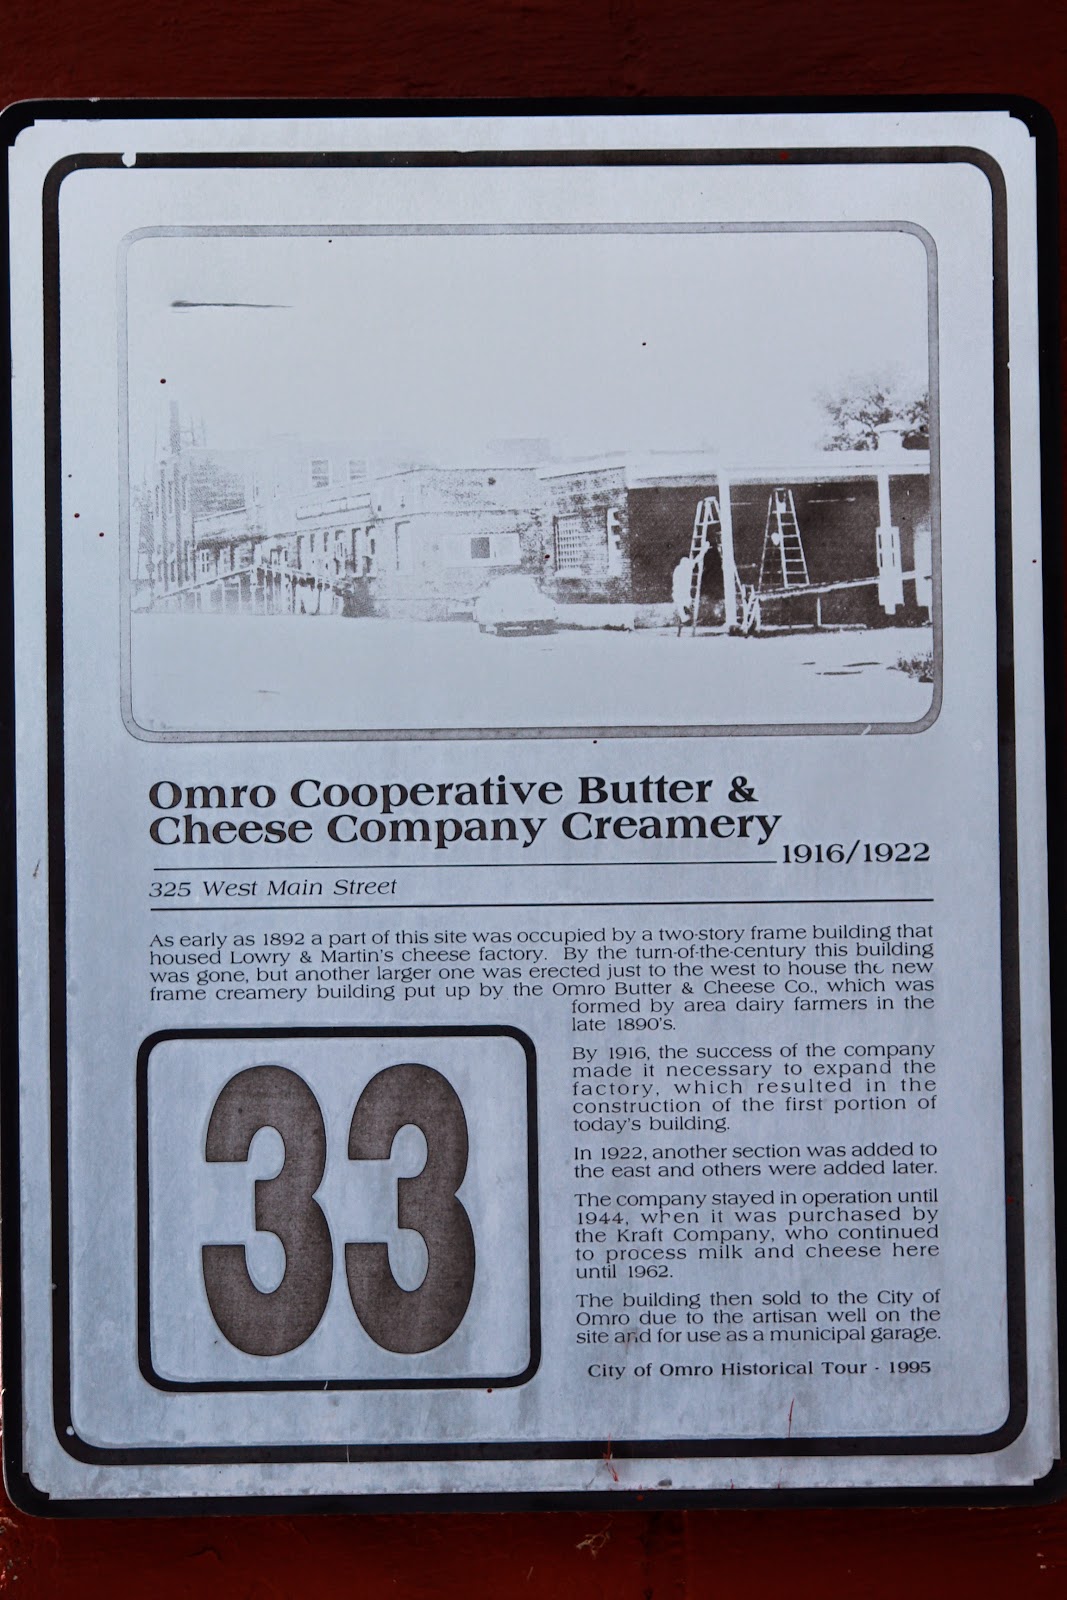 Omro Cooperative Butter &
Cheese Company Creamery
1916/1922
325 West Main Street
As early as 1892 a part of this site was occupied by a two-story frame building that
housed Lowry & Martin's cheese factory. By the turn-of-the-century this building
was gone, but another larger one was erected just to the west to house the new
frame creamery building put up by the Omro Butter & Cheese Co., which was
formed by area dairy farmers in the
late 1890's.
By 1916, the success of the company
made it necessary to expand the
factory, which resulted in the
construction of the first portion of
today's building.
In 1922, another section was added to
the east and others were added later.
The company stayed in operation until
1944, when it was purchased by
the Kraft Company, who continued
to process milk and cheese here
until 1962.
The building then sold to the City of
Omro due to the artisan well on the
site and for use as a municipal garage.
City of Omro Historical Tour - 1995
33